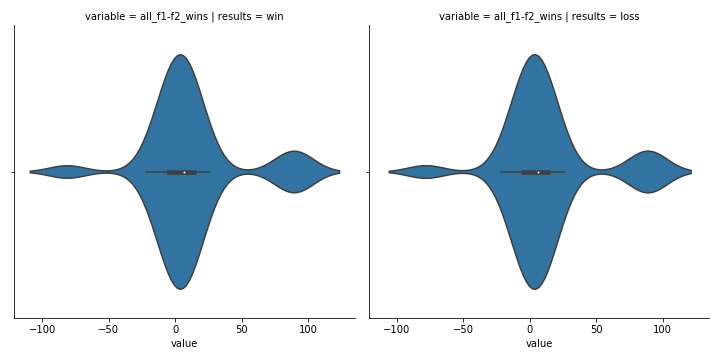 variable = all_f1-f2_wins | results = win
variable = all_f1-f2_wins | results = loss
−100 −50 0 50 100
−100 −50 0 50 100
value
value